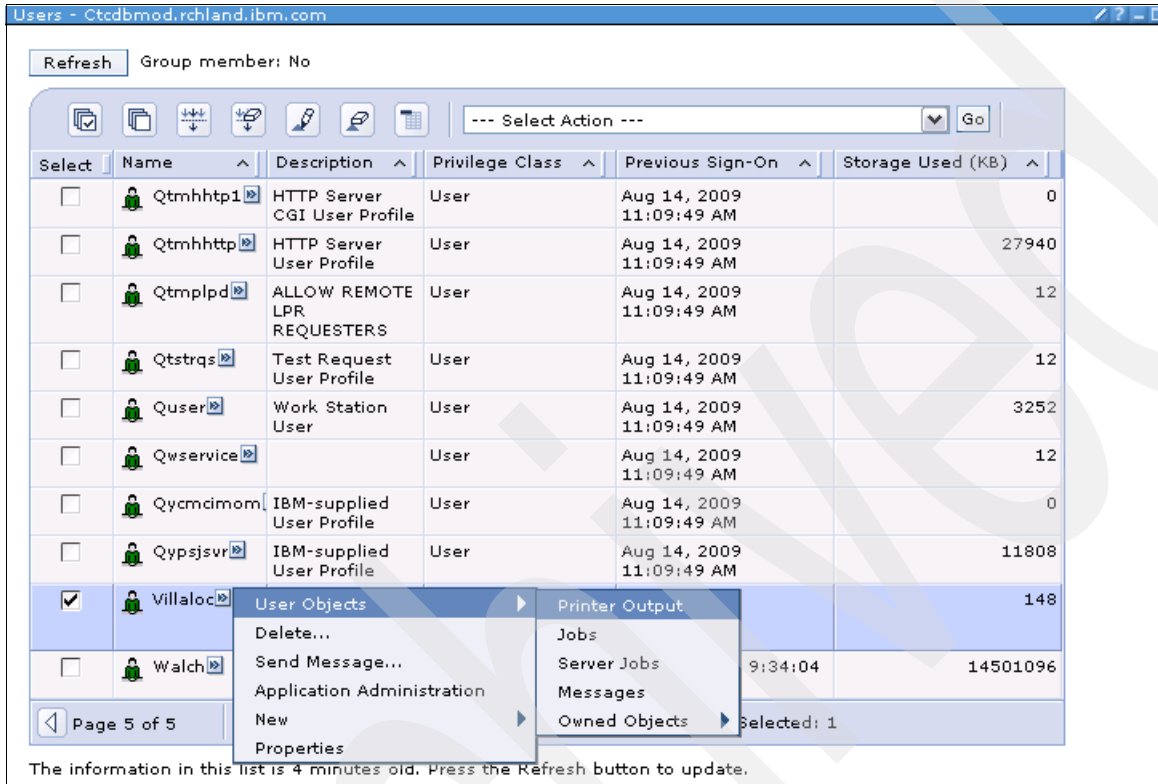 Users - Ctcdbmod.rchland.ibm.com
Refresh Group member: No
--- Select Action --- Go
Select Name Description Privilege Class Previous Sign-On Storage Used (KB)
Qtmhhtp1 HTTP Server User Aug 14, 2009 0
CGI User Profile 11:09:49 AM
Qtmhhttp HTTP Server User Aug 14, 2009 27940
User Profile 11:09:49 AM
Qtmplpd ALLOW REMOTE User Aug 14, 2009 12
LPR 11:09:49 AM
REQUESTERS
Qtstrqs Test Request User Aug 14, 2009 12
User Profile 11:09:49 AM
Quser Work Station User Aug 14, 2009 3252
User 11:09:49 AM
Qwservice User Aug 14, 2009 12
11:09:49 AM
Qycmcimom IBM-supplied User Aug 14, 2009 0
User Profile 11:09:49 AM
Qypsjsvr IBM-supplied User Aug 14, 2009 11808
User Profile 11:09:49 AM
Villaloc User Objects Printer Output 148
Delete... Jobs
Send Message... Server Jobs
Walch 9:34:04 14501096
Application Administration Messages
Page 5 of 5 New Owned Objects Selected: 1
Properties
The information in this list is 4 minutes old. Press the Refresh button to update.